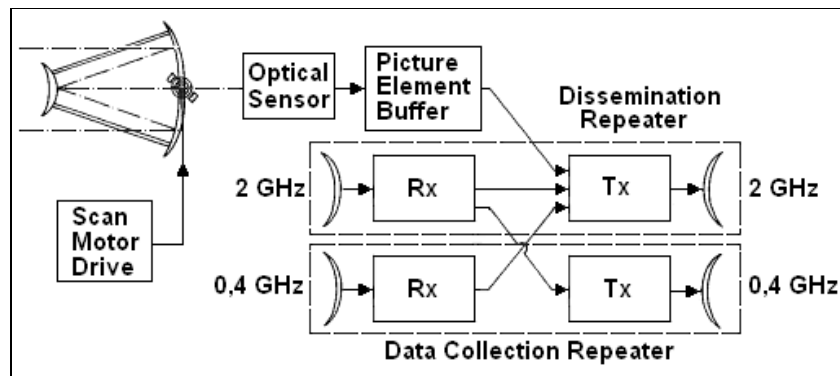 Optical
Sensor
Picture
Element
Buffer
Dissemination
Repeater
2 GHz
Rx
Tx
2 GHz
Scan
Motor
Drive
0,4 GHz
Rx
Tx
0,4 GHz
Data Collection Repeater